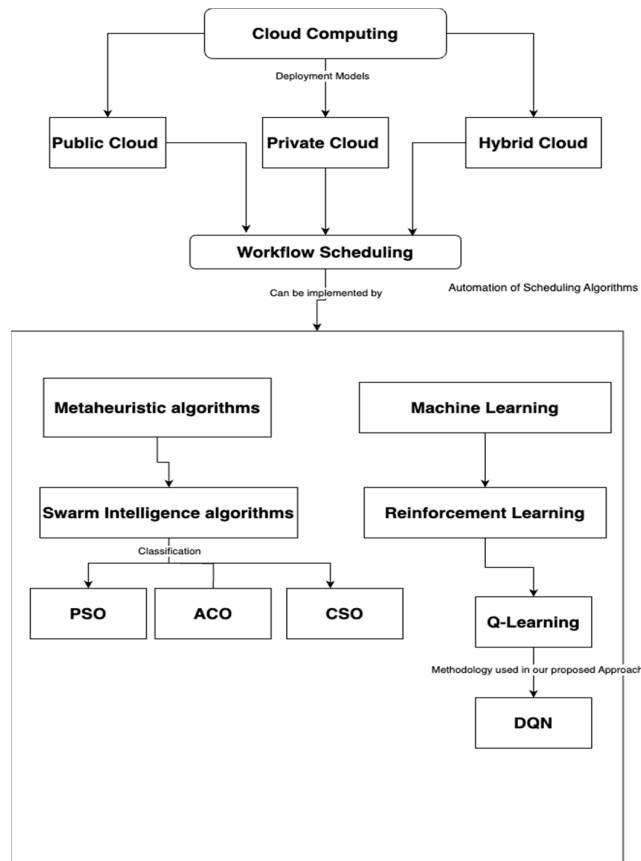 Cloud Computing
Deployment Models
Public Cloud
Private Cloud
Hybrid Cloud
Workflow Scheduling
Can be implemented by
Automation of Scheduling Algorithms
Metaheuristic algorithms
Machine Learning
Swarm Intelligence algorithms
Reinforcement Learning
Classification
PSO
ACO
CSO
Q-Learning
Methodology used in our proposed Approach
DQN